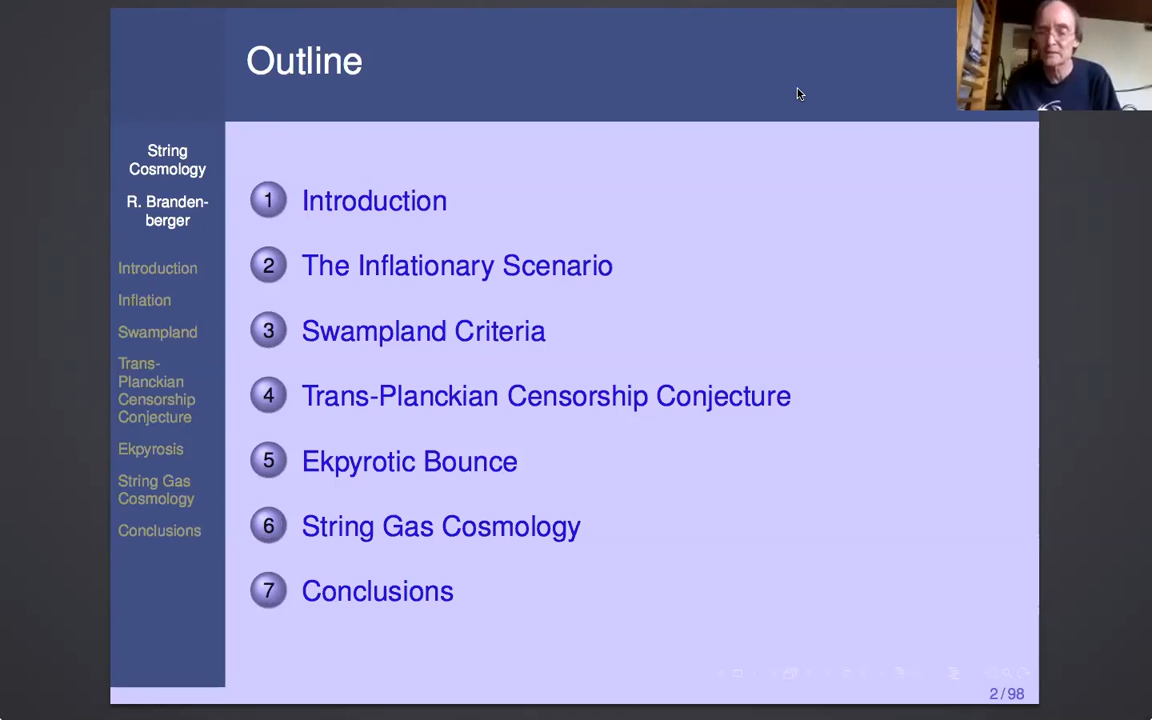 Outline
String
Cosmology
R. Branden-
berger
Introduction
Inflation
Swampland
Trans-
Planckian
Censorship
Conjecture
Ekpyrosis
String Gas
Cosmology
Conclusions
1 Introduction
2 The Inflationary Scenario
3 Swampland Criteria
4 Trans-Planckian Censorship Conjecture
5 Ekpyrotic Bounce
6 String Gas Cosmology
7 Conclusions
2 / 98